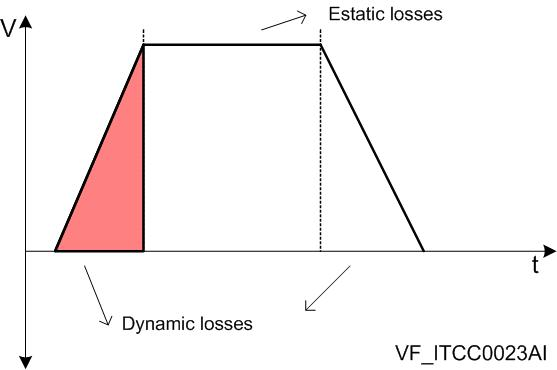 Estatic losses
V
t
Dynamic losses
VF_ITCC0023AI